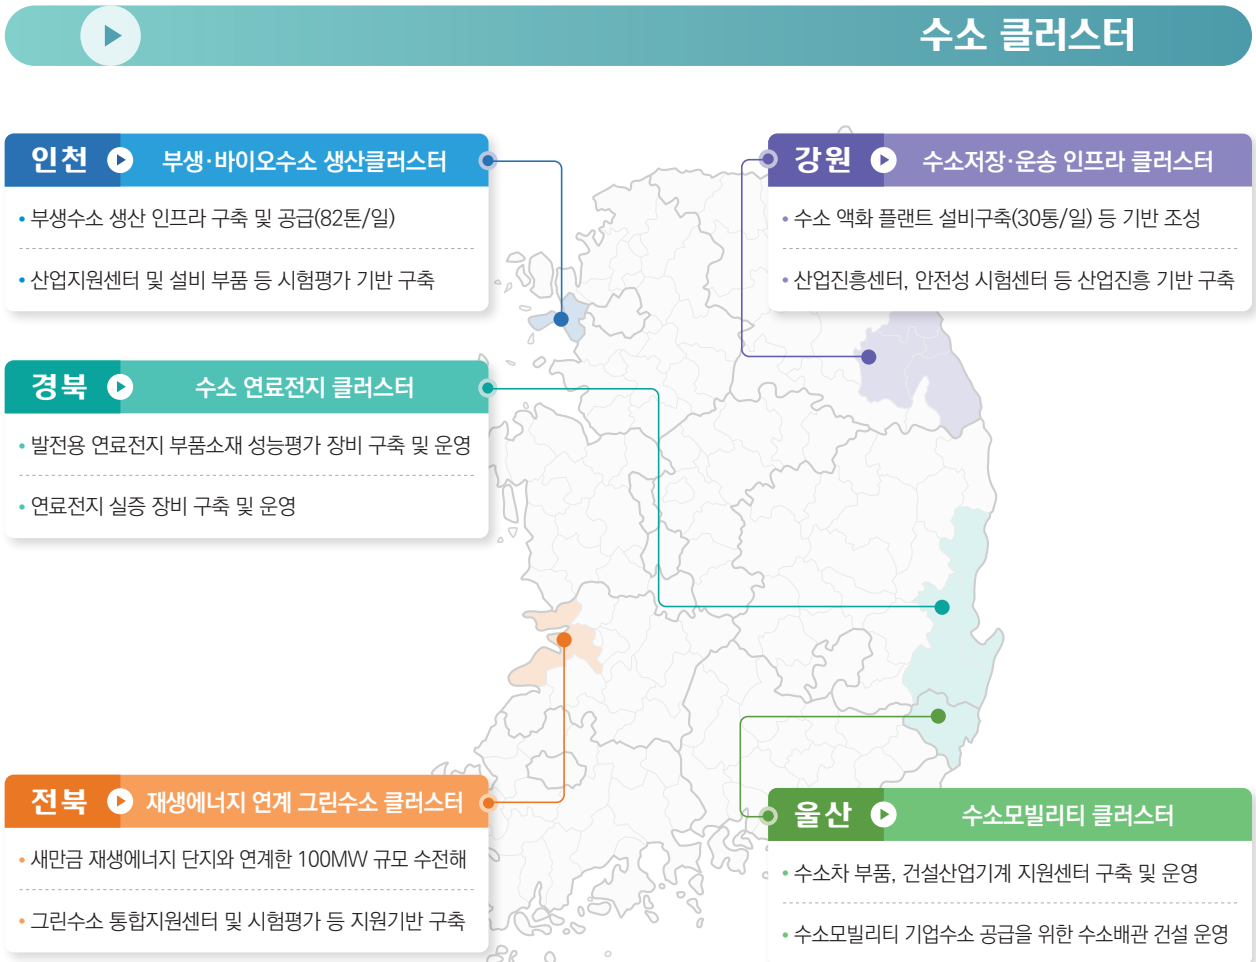 수소 클러스터
인천 부생·바이오수소 생산클러스터
• 부생수소 생산 인프라 구축 및 공급(82톤/일)
• 산업지원센터 및 설비 부품 등 시험평가 기반 구축
강원 수소저장·운송 인프라 클러스터
• 수소 액화 플랜트 설비구축(30통/일) 등 기반 조성
• 산업진흥센터, 안전성 시험센터 등 산업진흥 기반 구축
경북 수소 연료전지 클러스터
• 발전용 연료전지 부품소재 성능평가 장비 구축 및 운영
• 연료전지 실증 장비 구축 및 운영
전북 재생에너지 연계 그린수소 클러스터
• 새만금 재생에너지 단지와 연계한 100MW 규모 수전해
• 그린수소 통합지원센터 및 시험평가 등 지원기반 구축
울산 수소모빌리티 클러스터
• 수소차 부품, 건설산업기계 지원센터 구축 및 운영
• 수소모빌리티 기업수소 공급을 위한 수소배관 건설 운영